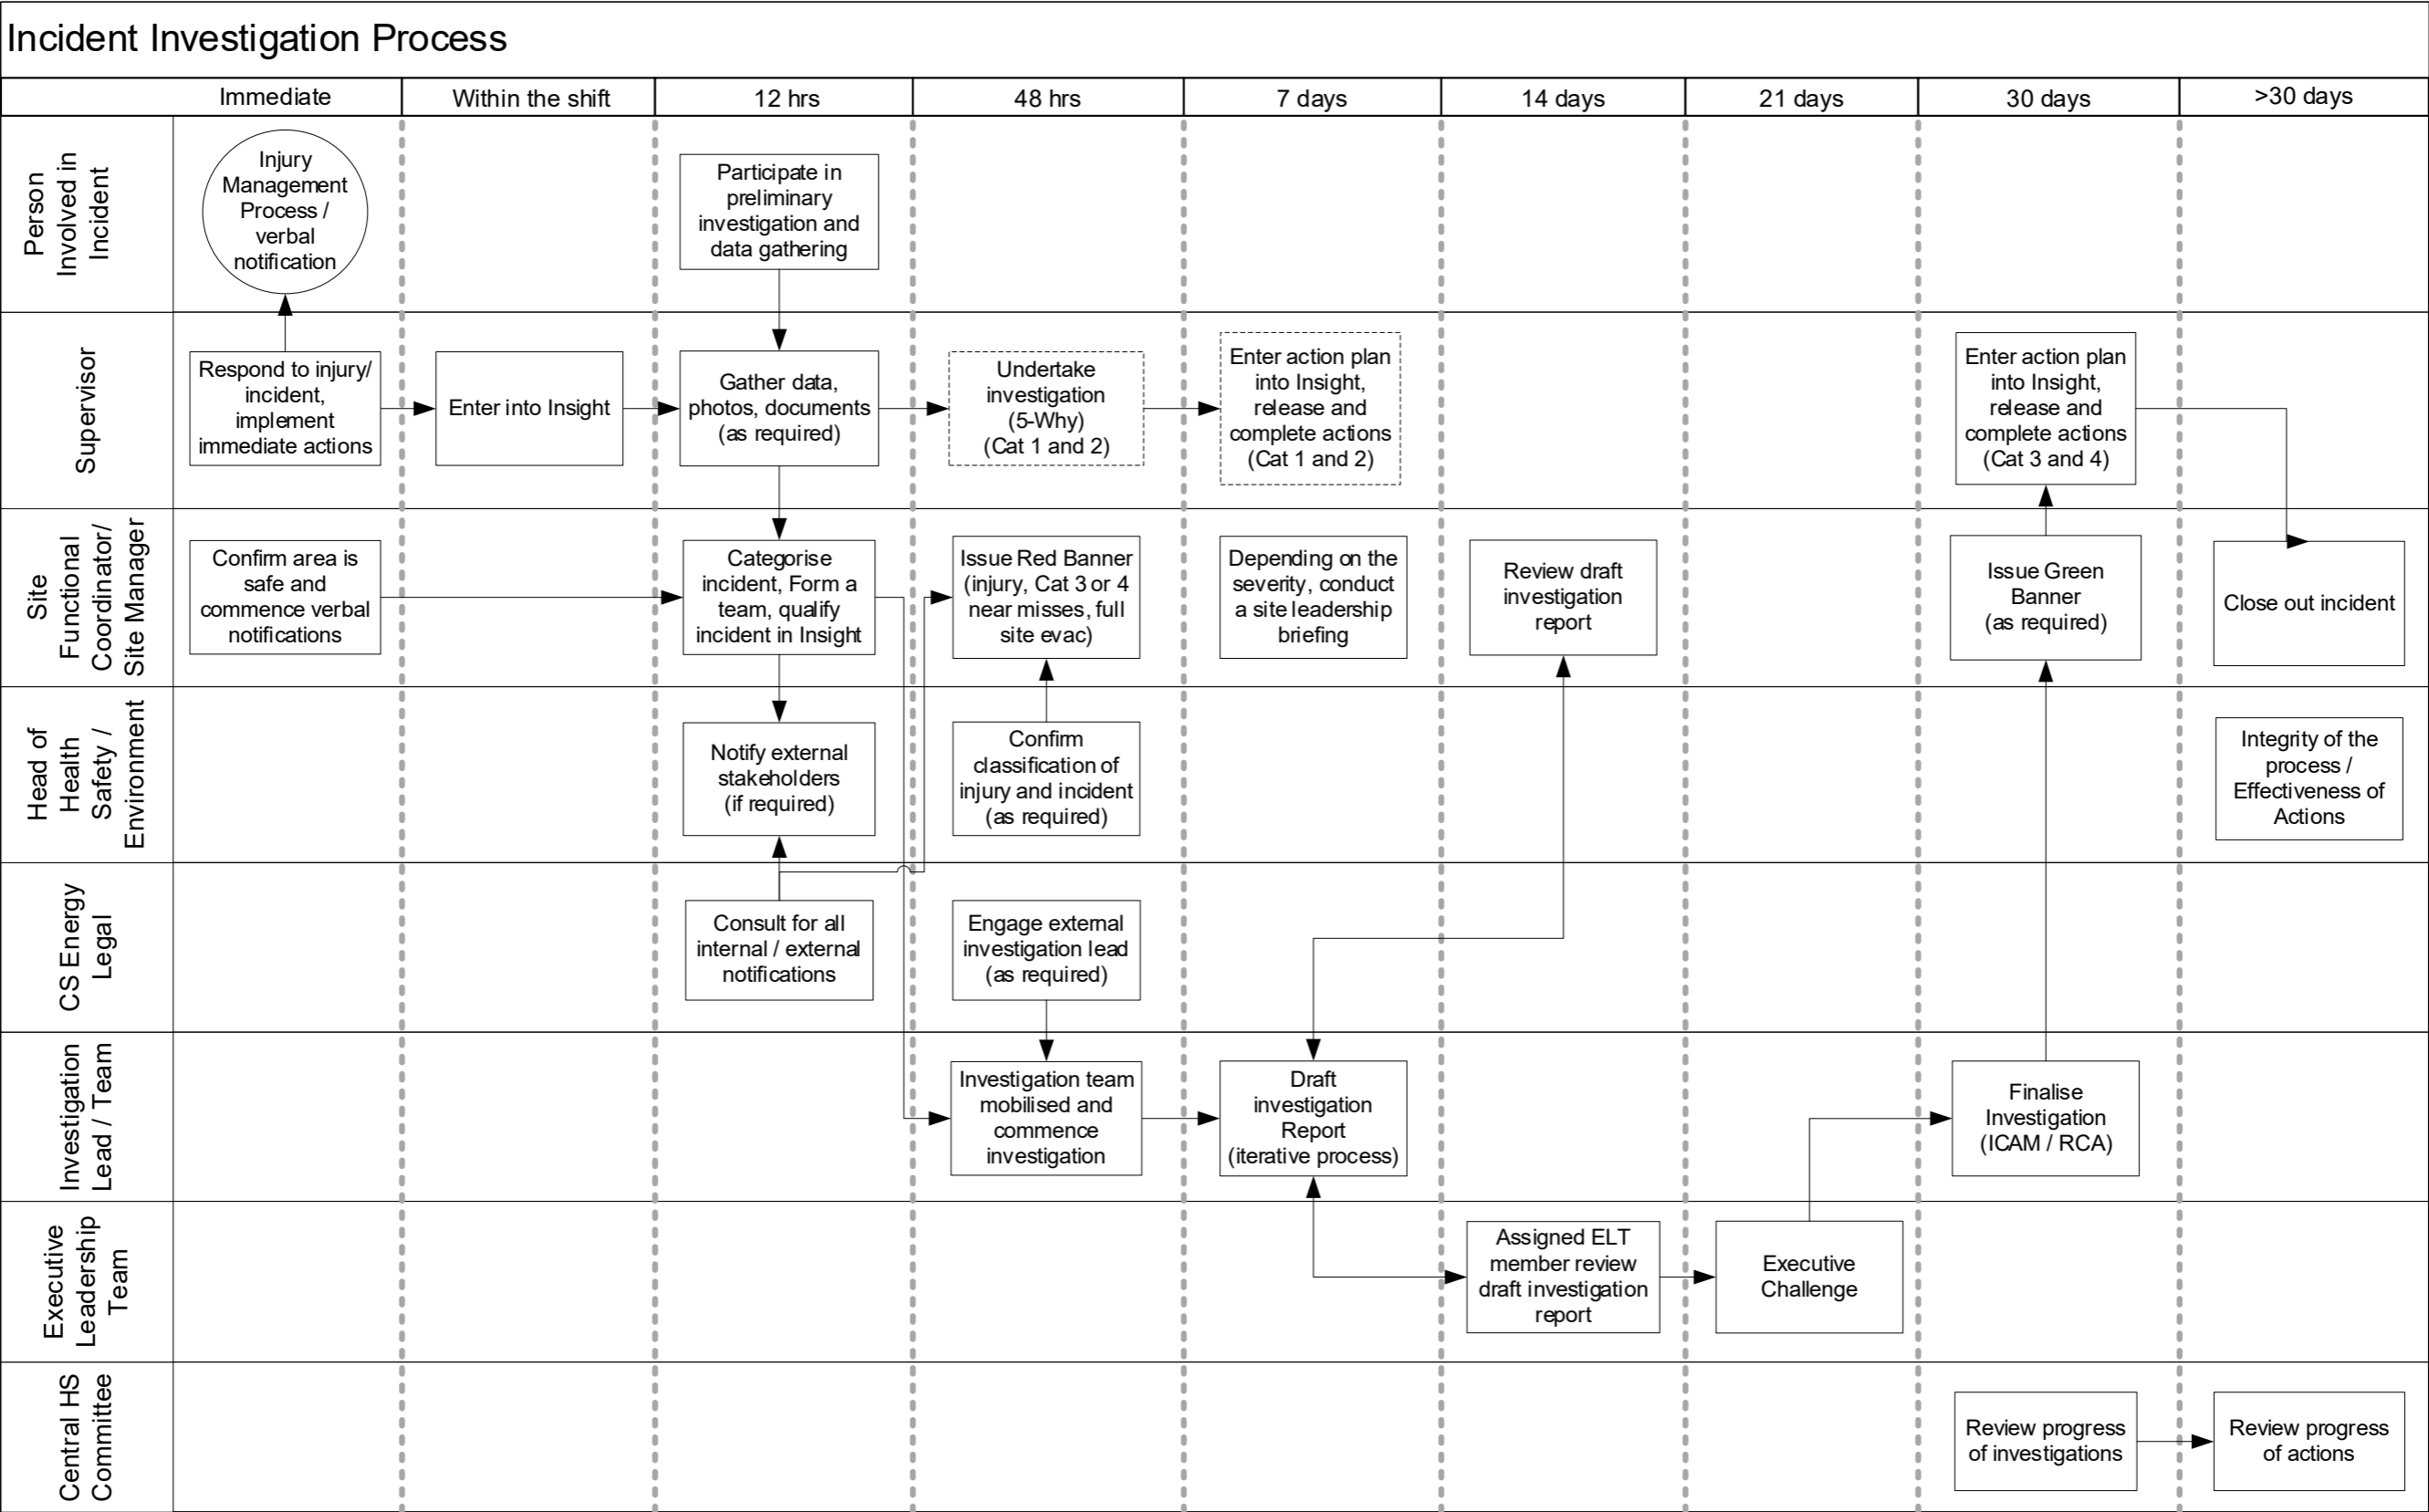 Incident Investigation Process
Immediate
Within the shift
12 hrs
48 hrs
7 days
14 days
21 days
30 days
>30 days
Person
Involved in
Incident
Injury
Management
Process /
verbal
notification
Participate in
preliminary
investigation and
data gathering
Supervisor
Respond to injury/
incident,
implement
immediate actions
Enter into Insight
Gather data,
photos, documents
(as required)
Undertake
investigation
(5-Why)
(Cat 1 and 2)
Enter action plan
into Insight,
release and
complete actions
(Cat 1 and 2)
Enter action plan
into Insight,
release and
complete actions
(Cat 3 and 4)
Site
Functional
Coordinator/
Site Manager
Confirm area is
safe and
commence verbal
notifications
Categorise
incident, Form a
team, qualify
incident in Insight
Issue Red Banner
(injury, Cat 3 or 4
near misses, full
site evac)
Depending on the
severity, conduct
a site leadership
briefing
Review draft
investigation
report
Issue Green
Banner
(as required)
Close out incident
Head of
Health
Safety /
Environment
Notify external
stakeholders
(if required)
Confirm
classification of
injury and incident
(as required)
Integrity of the
process /
Effectiveness of
Actions
CS Energy
Legal
Consult for all
internal / external
notifications
Engage external
investigation lead
(as required)
Investigation
Lead / Team
Investigation team
mobilised and
commence
investigation
Draft
investigation
Report
(iterative process)
Finalise
Investigation
(ICAM / RCA)
Executive
Leadership
Team
Assigned ELT
member review
draft investigation
report
Executive
Challenge
Central HS
Committee
Review progress
of investigations
Review progress
of actions